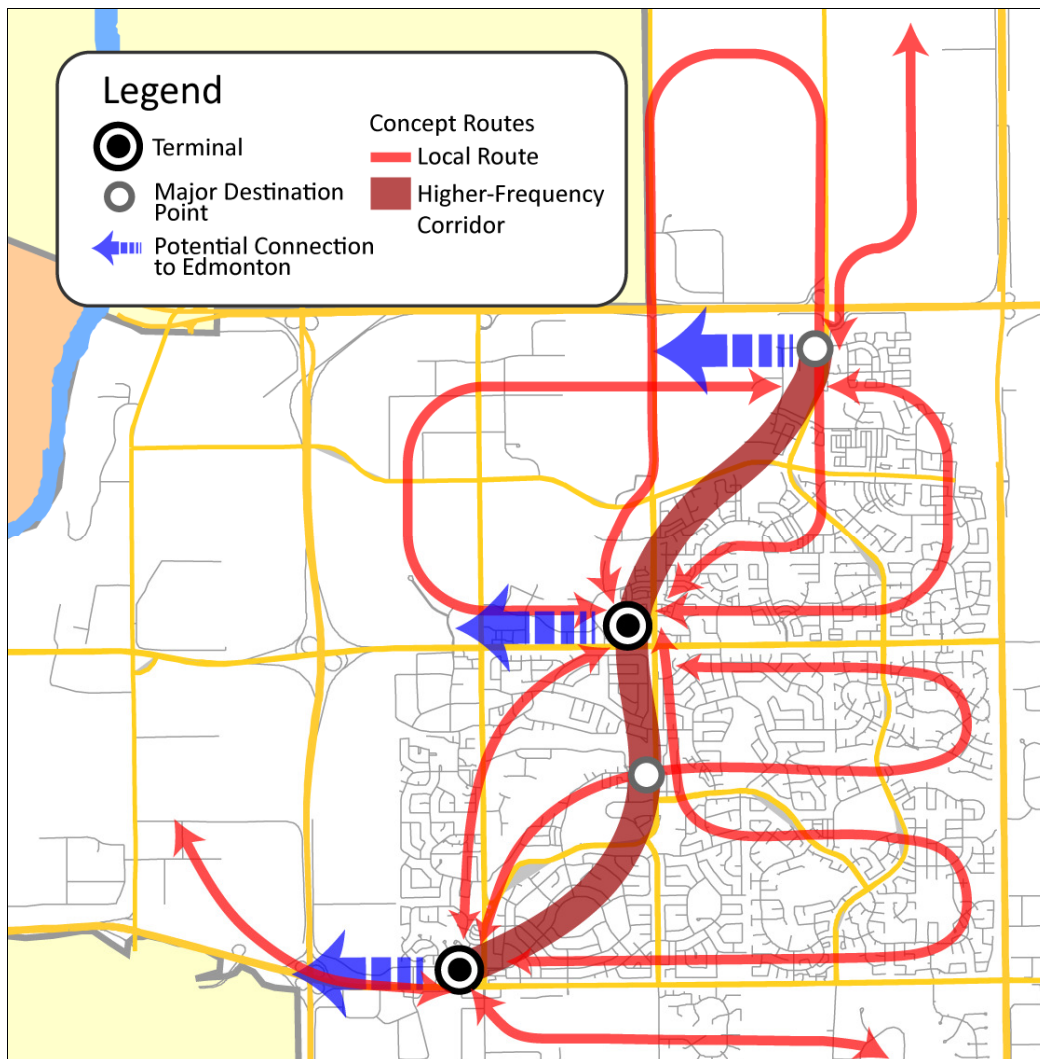 Legend
Terminal
Major Destination
Point
Potential Connection
to Edmonton
Concept Routes
Local Route
Higher-Frequency
Corridor